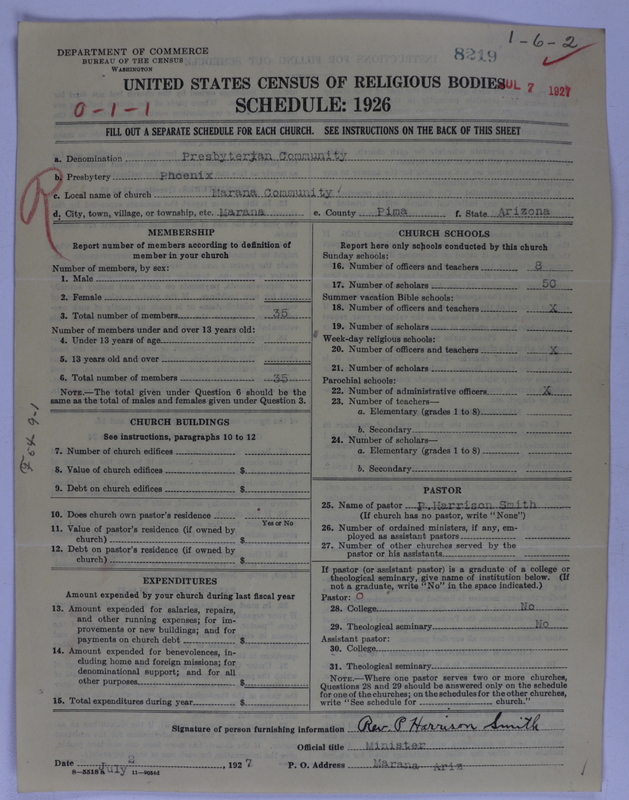 DEPARTMENT OF COMMERCE
BUREAU OF THE CENSUS
WASHINGTON
8219
1-6-2
UNITED STATES CENSUS OF RELIGIOUS BODIES
JUL 7 1927
0-1-1
SCHEDULE: 1926
FILL OUT A SEPARATE SCHEDULE FOR EACH CHURCH. SEE INSTRUCTIONS ON THE BACK OF THIS SHEET
R
a. Denomination Presbyterian Community
b. Presbytery Phoenix
c. Local name of church Marana Community
d. City, town, village, or township, etc. Marana e. County Pima f. State Arizona
MEMBERSHIP
Report number of members according to definition of
member in your church
Number of members, by sex:
1. Male
2. Female
3. Total number of members 35
Number of members under and over 13 years old:
4. Under 13 years of age
5. 13 years old and over
6. Total number of members 35
NOTE.—The total given under Question 6 should be the
same as the total of males and females given under Question 3.
CHURCH BUILDINGS
See instructions, paragraphs 10 to 12
7. Number of church edifices
8. Value of church edifices $
9. Debt on church edifices $
10. Does church own pastor's residence
Yes or No
11. Value of pastor's residence (if owned by
church) $
12. Debt on pastor's residence (if owned by
church) $
EXPENDITURES
Amount expended by your church during last fiscal year
13. Amount expended for salaries, repairs,
and other running expenses; for im-
provements or new buildings; and for
payments on church debt $
14. Amount expended for benevolences, in-
cluding home and foreign missions; for
denominational support; and for all
other purposes $
15. Total expenditures during year $
CHURCH SCHOOLS
Report here only schools conducted by this church
Sunday schools:
16. Number of officers and teachers 8
17. Number of scholars 50
Summer vacation Bible schools:
18. Number of officers and teachers X
19. Number of scholars
Week-day religious schools:
20. Number of officers and teachers X
21. Number of scholars
Parochial schools:
22. Number of administrative officers X
23. Number of teachers—
a. Elementary (grades 1 to 8)
b. Secondary
24. Number of scholars—
a. Elementary (grades 1 to 8)
b. Secondary
PASTOR
25. Name of pastor P. Harrison Smith
(If church has no pastor, write "None")
26. Number of ordained ministers, if any, em-
ployed as assistant pastors
27. Number of other churches served by the
pastor or his assistants
If pastor (or assistant pastor) is a graduate of a college or
theological seminary, give name of institution below. (If
not a graduate, write "No" in the space indicated.)
Pastor: O
28. College No
29. Theological seminary No
Assistant pastor:
30. College
31. Theological seminary
NOTE.—Where one pastor serves two or more churches,
Questions 28 and 29 should be answered only on the schedule
for one of the churches; on the schedules for the other churches,
write "See schedule for church."
Signature of person furnishing information Rev. P Harrison Smith
Official title Minister
Date July 2, 1927 P. O. Address Marana Ariz
8-3318a 11-9056d